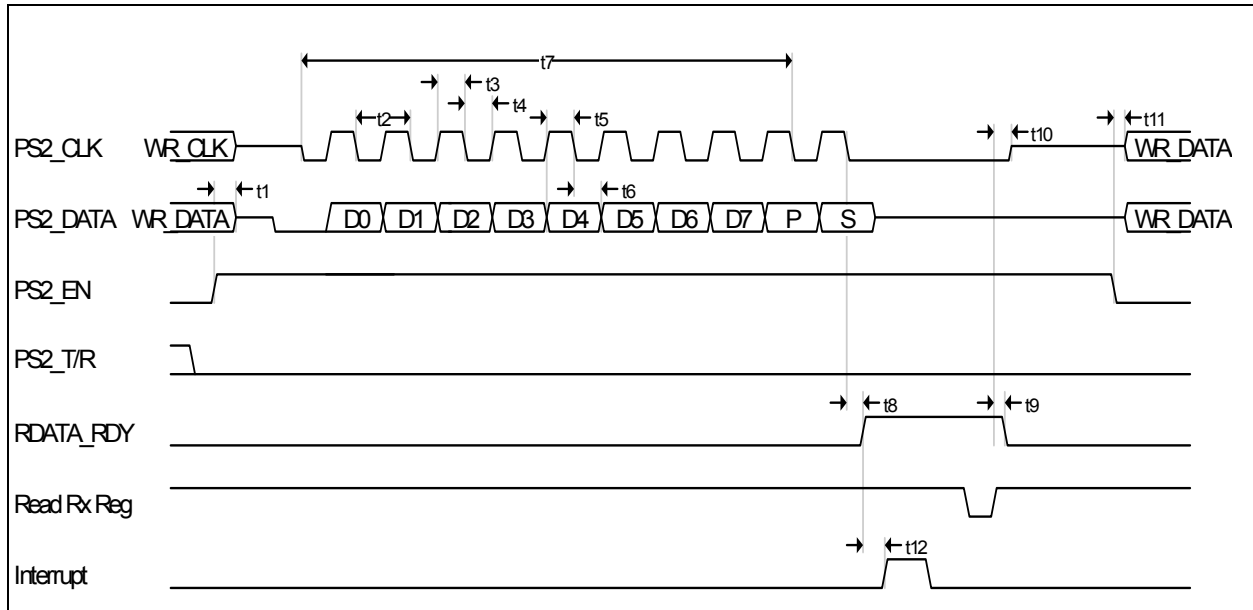 t7
t3
t4
t2 t5
PS2_CLK WR_CLK t10 t11 WR_DATA
t1 t6
PS2_DATA WR_DATA D0 D1 D2 D3 D4 D5 D6 D7 P S WR_DATA
PS2_EN
PS2_T/R
t8 t9
RDATA_RDY
Read Rx Reg
t12
Interrupt